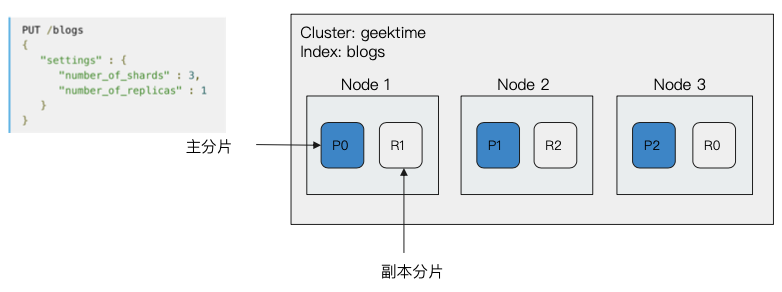 PUT /blogs
{
"settings" : {
"number_of_shards" : 3,
"number_of_replicas" : 1
}
}
主分片
Cluster: geektime
Index: blogs
Node 1
Node 2
Node 3
P0
R1
P1
R2
P2
R0
副本分片